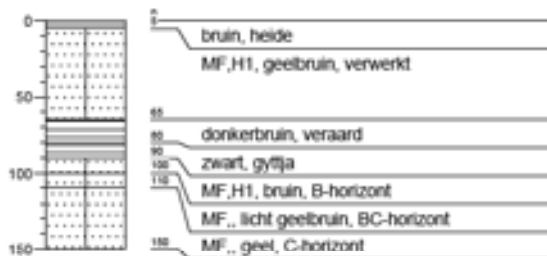 0
50
100
150
0
5
65
80
90
100
110
150
bruin, heide
MF,H1, geelbruin, verwerkt
donkerbruin, veraard
zwart, gyttja
MF,H1, bruin, B-horizont
MF,, licht geelbruin, BC-horizont
MF,, geel, C-horizont